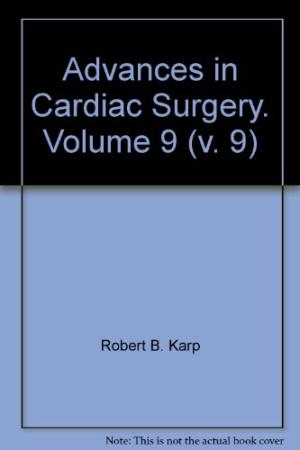 Advances in
Cardiac Surgery.
Volume 9 (v. 9)
Robert B. Karp
Note: This is not the actual book cover